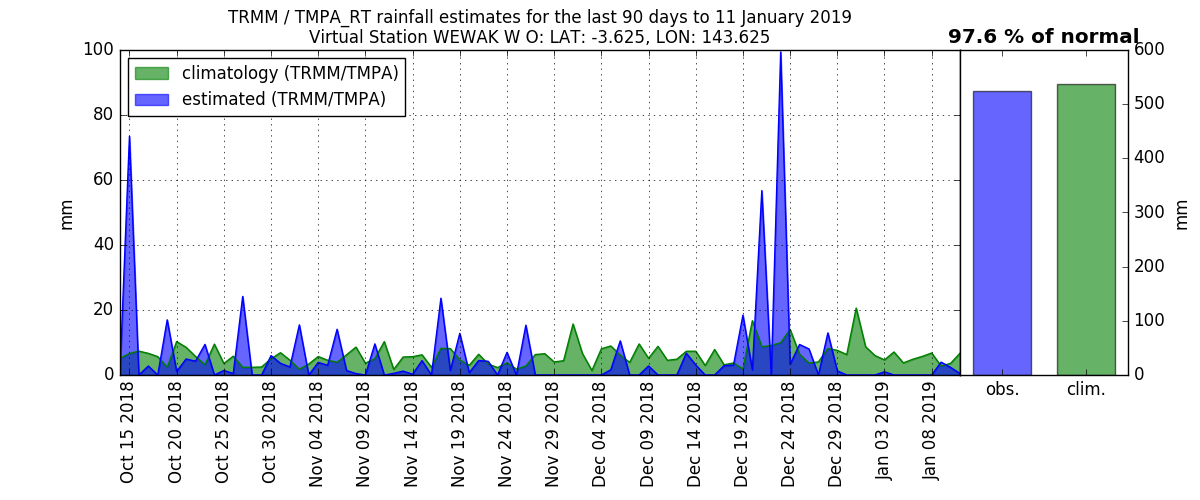 TRMM / TMPA_RT rainfall estimates for the last 90 days to 11 January 2019
Virtual Station WEWAK W O: LAT: -3.625, LON: 143.625
97.6 % of normal
climatology (TRMM/TMPA)
estimated (TRMM/TMPA)
mm
100
80
60
40
20
0
Oct 15 2018
Oct 20 2018
Oct 25 2018
Oct 30 2018
Nov 04 2018
Nov 09 2018
Nov 14 2018
Nov 19 2018
Nov 24 2018
Nov 29 2018
Dec 04 2018
Dec 09 2018
Dec 14 2018
Dec 19 2018
Dec 24 2018
Dec 29 2018
Jan 03 2019
Jan 08 2019
obs.
clim.
600
500
400
300
200
100
0
mm